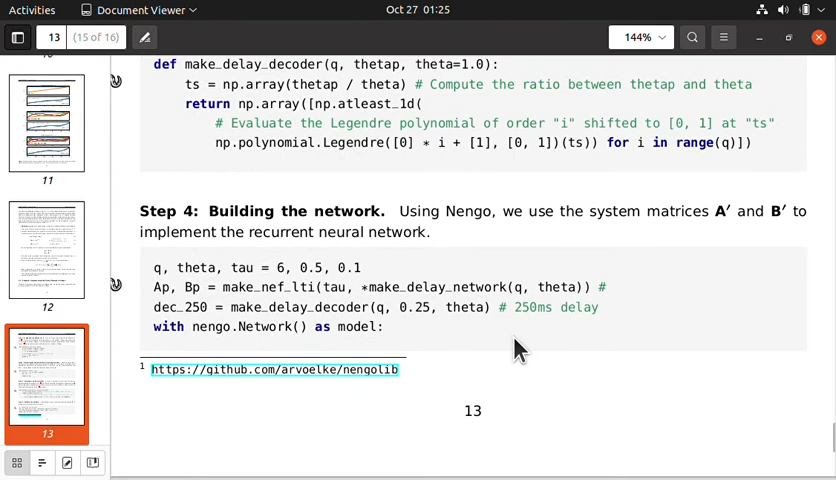 Activities
Document Viewer
Oct 27 01:25
13 (15 of 16)
144%
def make_delay_decoder(q, thetap, theta=1.0):
ts = np.array(thetap / theta) # Compute the ratio between thetap and theta
return np.array([np.atleast_1d(
# Evaluate the Legendre polynomial of order "i" shifted to [0, 1] at "ts"
np.polynomial.Legendre([0] * i + [1], [0, 1])(ts)) for i in range(q)])
11
Step 4: Building the network. Using Nengo, we use the system matrices A′ and B′ to
implement the recurrent neural network.
q, theta, tau = 6, 0.5, 0.1
Ap, Bp = make_nef_lti(tau, *make_delay_network(q, theta)) #
dec_250 = make_delay_decoder(q, 0.25, theta) # 250ms delay
with nengo.Network() as model:
12
1 https://github.com/arvoelke/nengolib
13
13